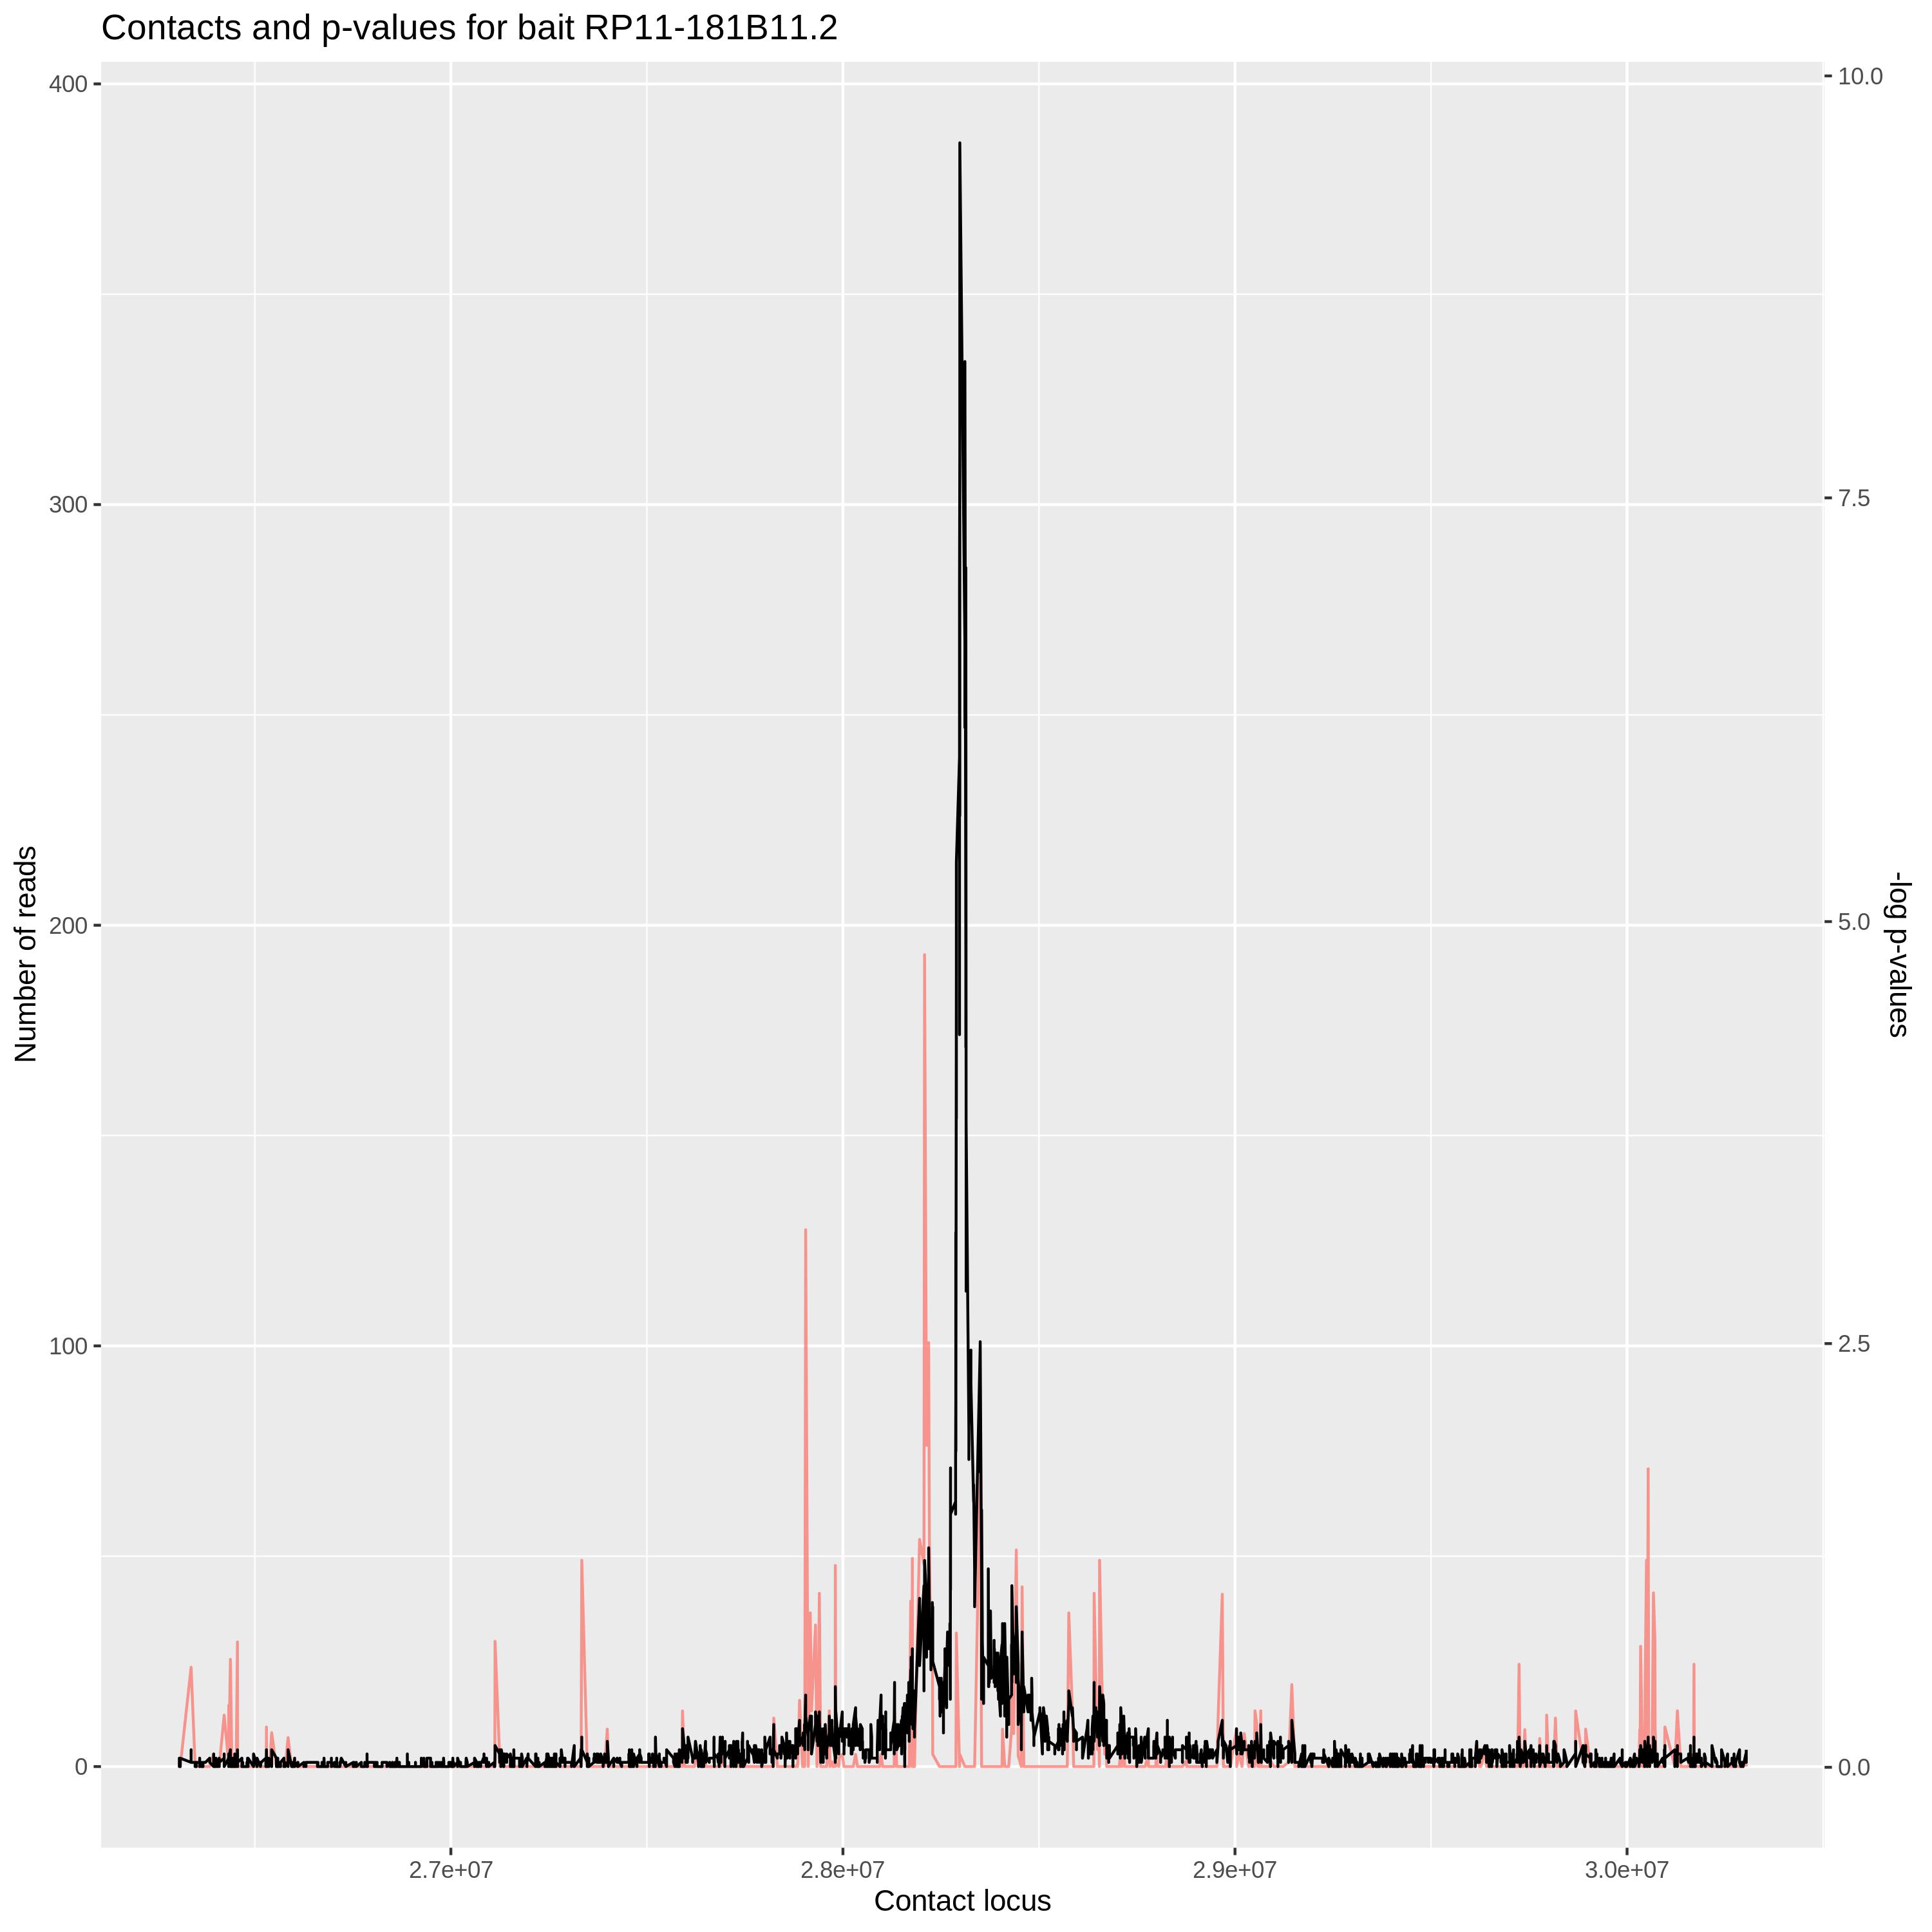 Contacts and p-values for bait RP11-181B11.2
400
300
200
100
0
Number of reads
10.0
7.5
5.0
2.5
0.0
-log p-values
2.7e+07
2.8e+07
2.9e+07
3.0e+07
Contact locus